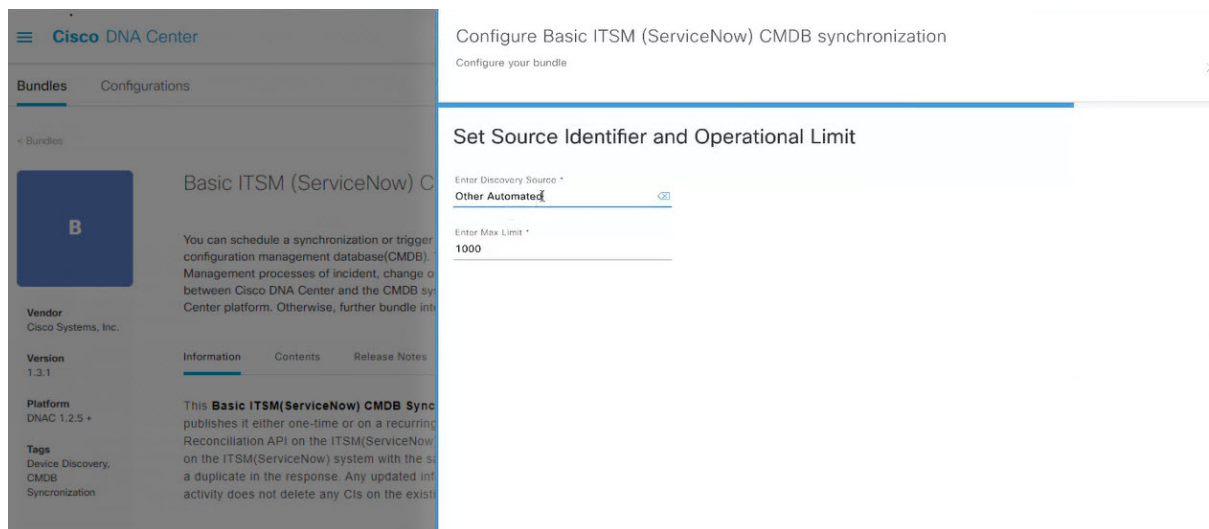 Cisco DNA Center
Bundles Configurations
< Bundles
B
Vendor
Cisco Systems, Inc.
Version
1.3.1
Platform
DNAC 1.2.5 +
Tags
Device Discovery,
CMDB
Syncronization
Basic ITSM (ServiceNow) C
You can schedule a synchronization or trigger
configuration management database(CMDB).
Management processes of incident, change o
between Cisco DNA Center and the CMDB sy
Center platform. Otherwise, further bundle int
Information Contents Release Notes
This Basic ITSM(ServiceNow) CMDB Sync
publishes it either one-time or on a recurring
Reconciliation API on the ITSM(ServiceNow)
on the ITSM(ServiceNow) system with the sa
a duplicate in the response. Any updated inf
activity does not delete any CIs on the existi
Configure Basic ITSM (ServiceNow) CMDB synchronization
Configure your bundle
Set Source Identifier and Operational Limit
Enter Discovery Source *
Other Automated
Enter Max Limit *
1000